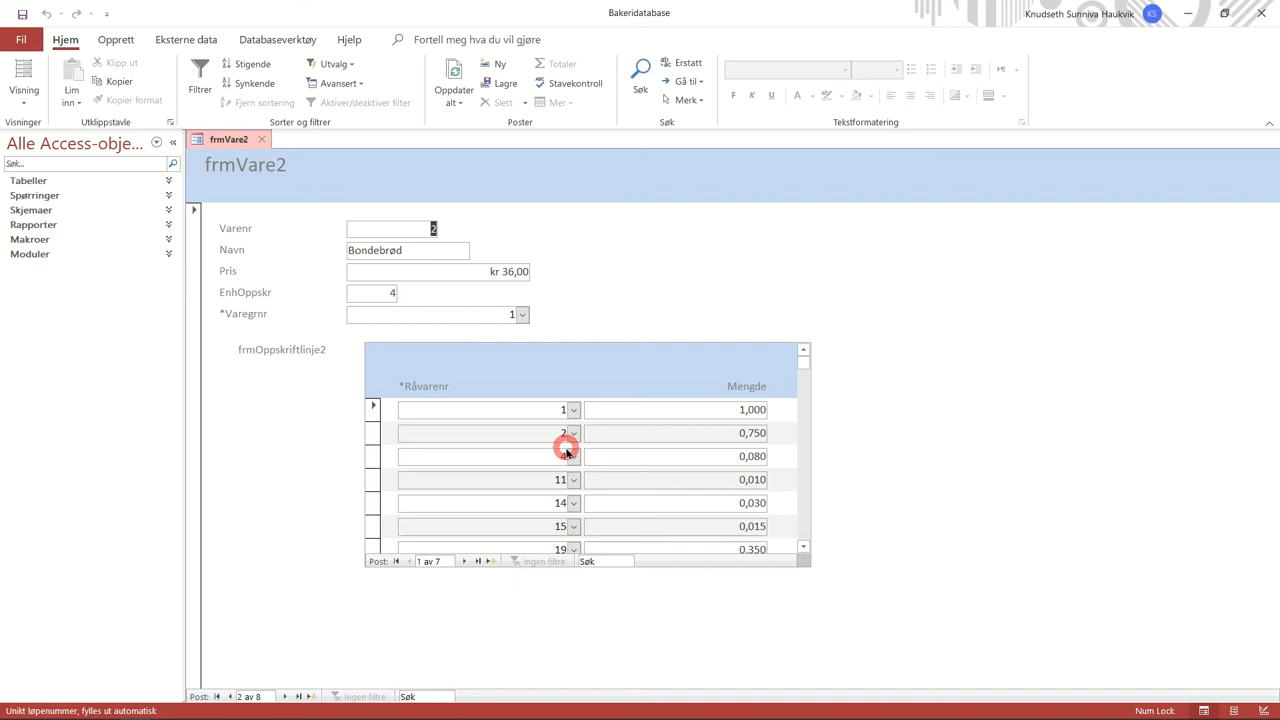 Bakeridatabase
Knudseth Sunniva Haukvik KS
Fil Hjem Opprett Eksterne data Databaseverktøy Hjelp Fortell meg hva du vil gjøre
Visning
Lim inn
Klipp ut
Kopier
Kopier format
Filtrer
Stigende
Synkende
Fjern sortering
Utvalg
Avansert
Aktiver/deaktiver filter
Oppdater alt
Ny
Lagre
Slett
Totaler
Stavekontroll
Mer
Søk
Erstatt
Gå til
Merk
F K U A
Visninger Utklippstavle Sorter og filtrer Poster Søk Tekstformatering
Alle Access-obje...
Søk...
Tabeller
Spørringer
Skjemaer
Rapporter
Makroer
Moduler
frmVare2
frmVare2
Varenr 2
Navn Bondebrød
Pris kr 36,00
EnhOppskr 4
*Varegrnr 1
frmOppskriftlinje2
*Råvarenr Mengde
1 1,000
2 0,750
4 0,080
11 0,010
14 0,030
15 0,015
19 0,350
Post: 1 av 7 Ingen filtre Søk
Post: 2 av 8 Ingen filtre Søk
Unikt løpenummer, fylles ut automatisk Num Lock